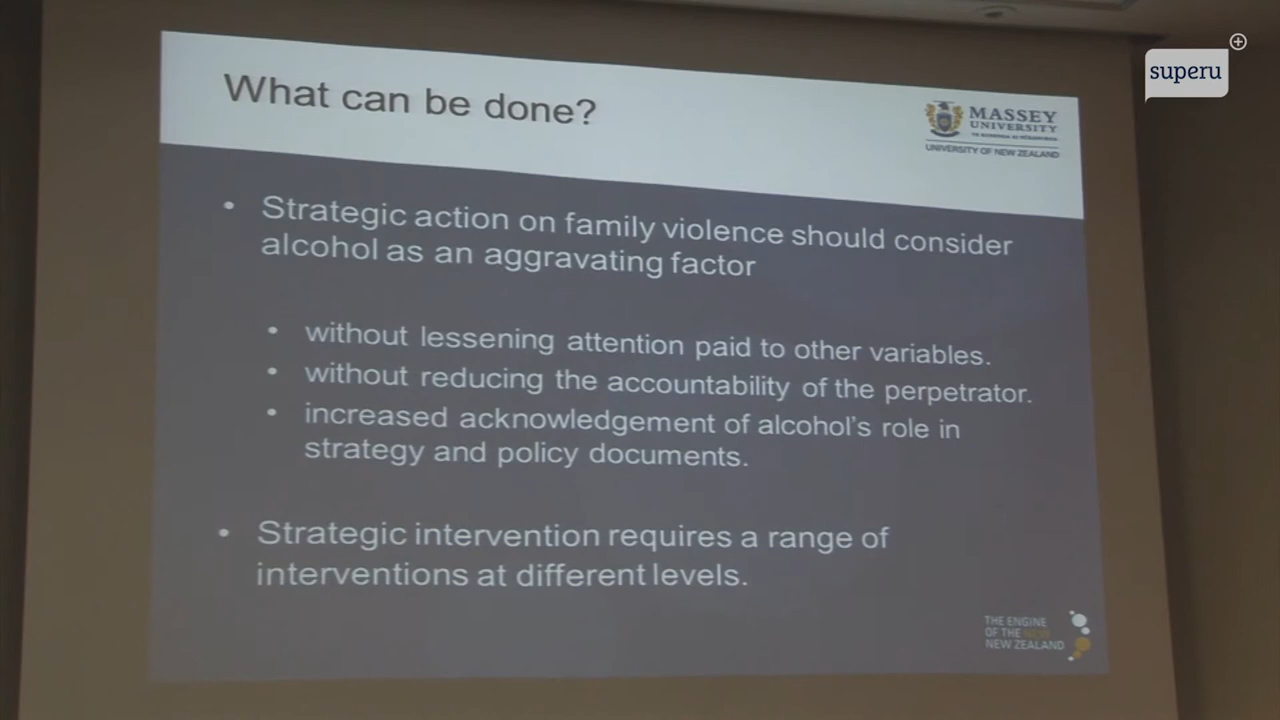 superu
What can be done?
MASSEY
UNIVERSITY
UNIVERSITY OF NEW ZEALAND
• Strategic action on family violence should consider
alcohol as an aggravating factor
• without lessening attention paid to other variables.
• without reducing the accountability of the perpetrator.
• increased acknowledgement of alcohol's role in
strategy and policy documents.
• Strategic intervention requires a range of
interventions at different levels.
THE ENGINE
OF THE NEW
NEW ZEALAND